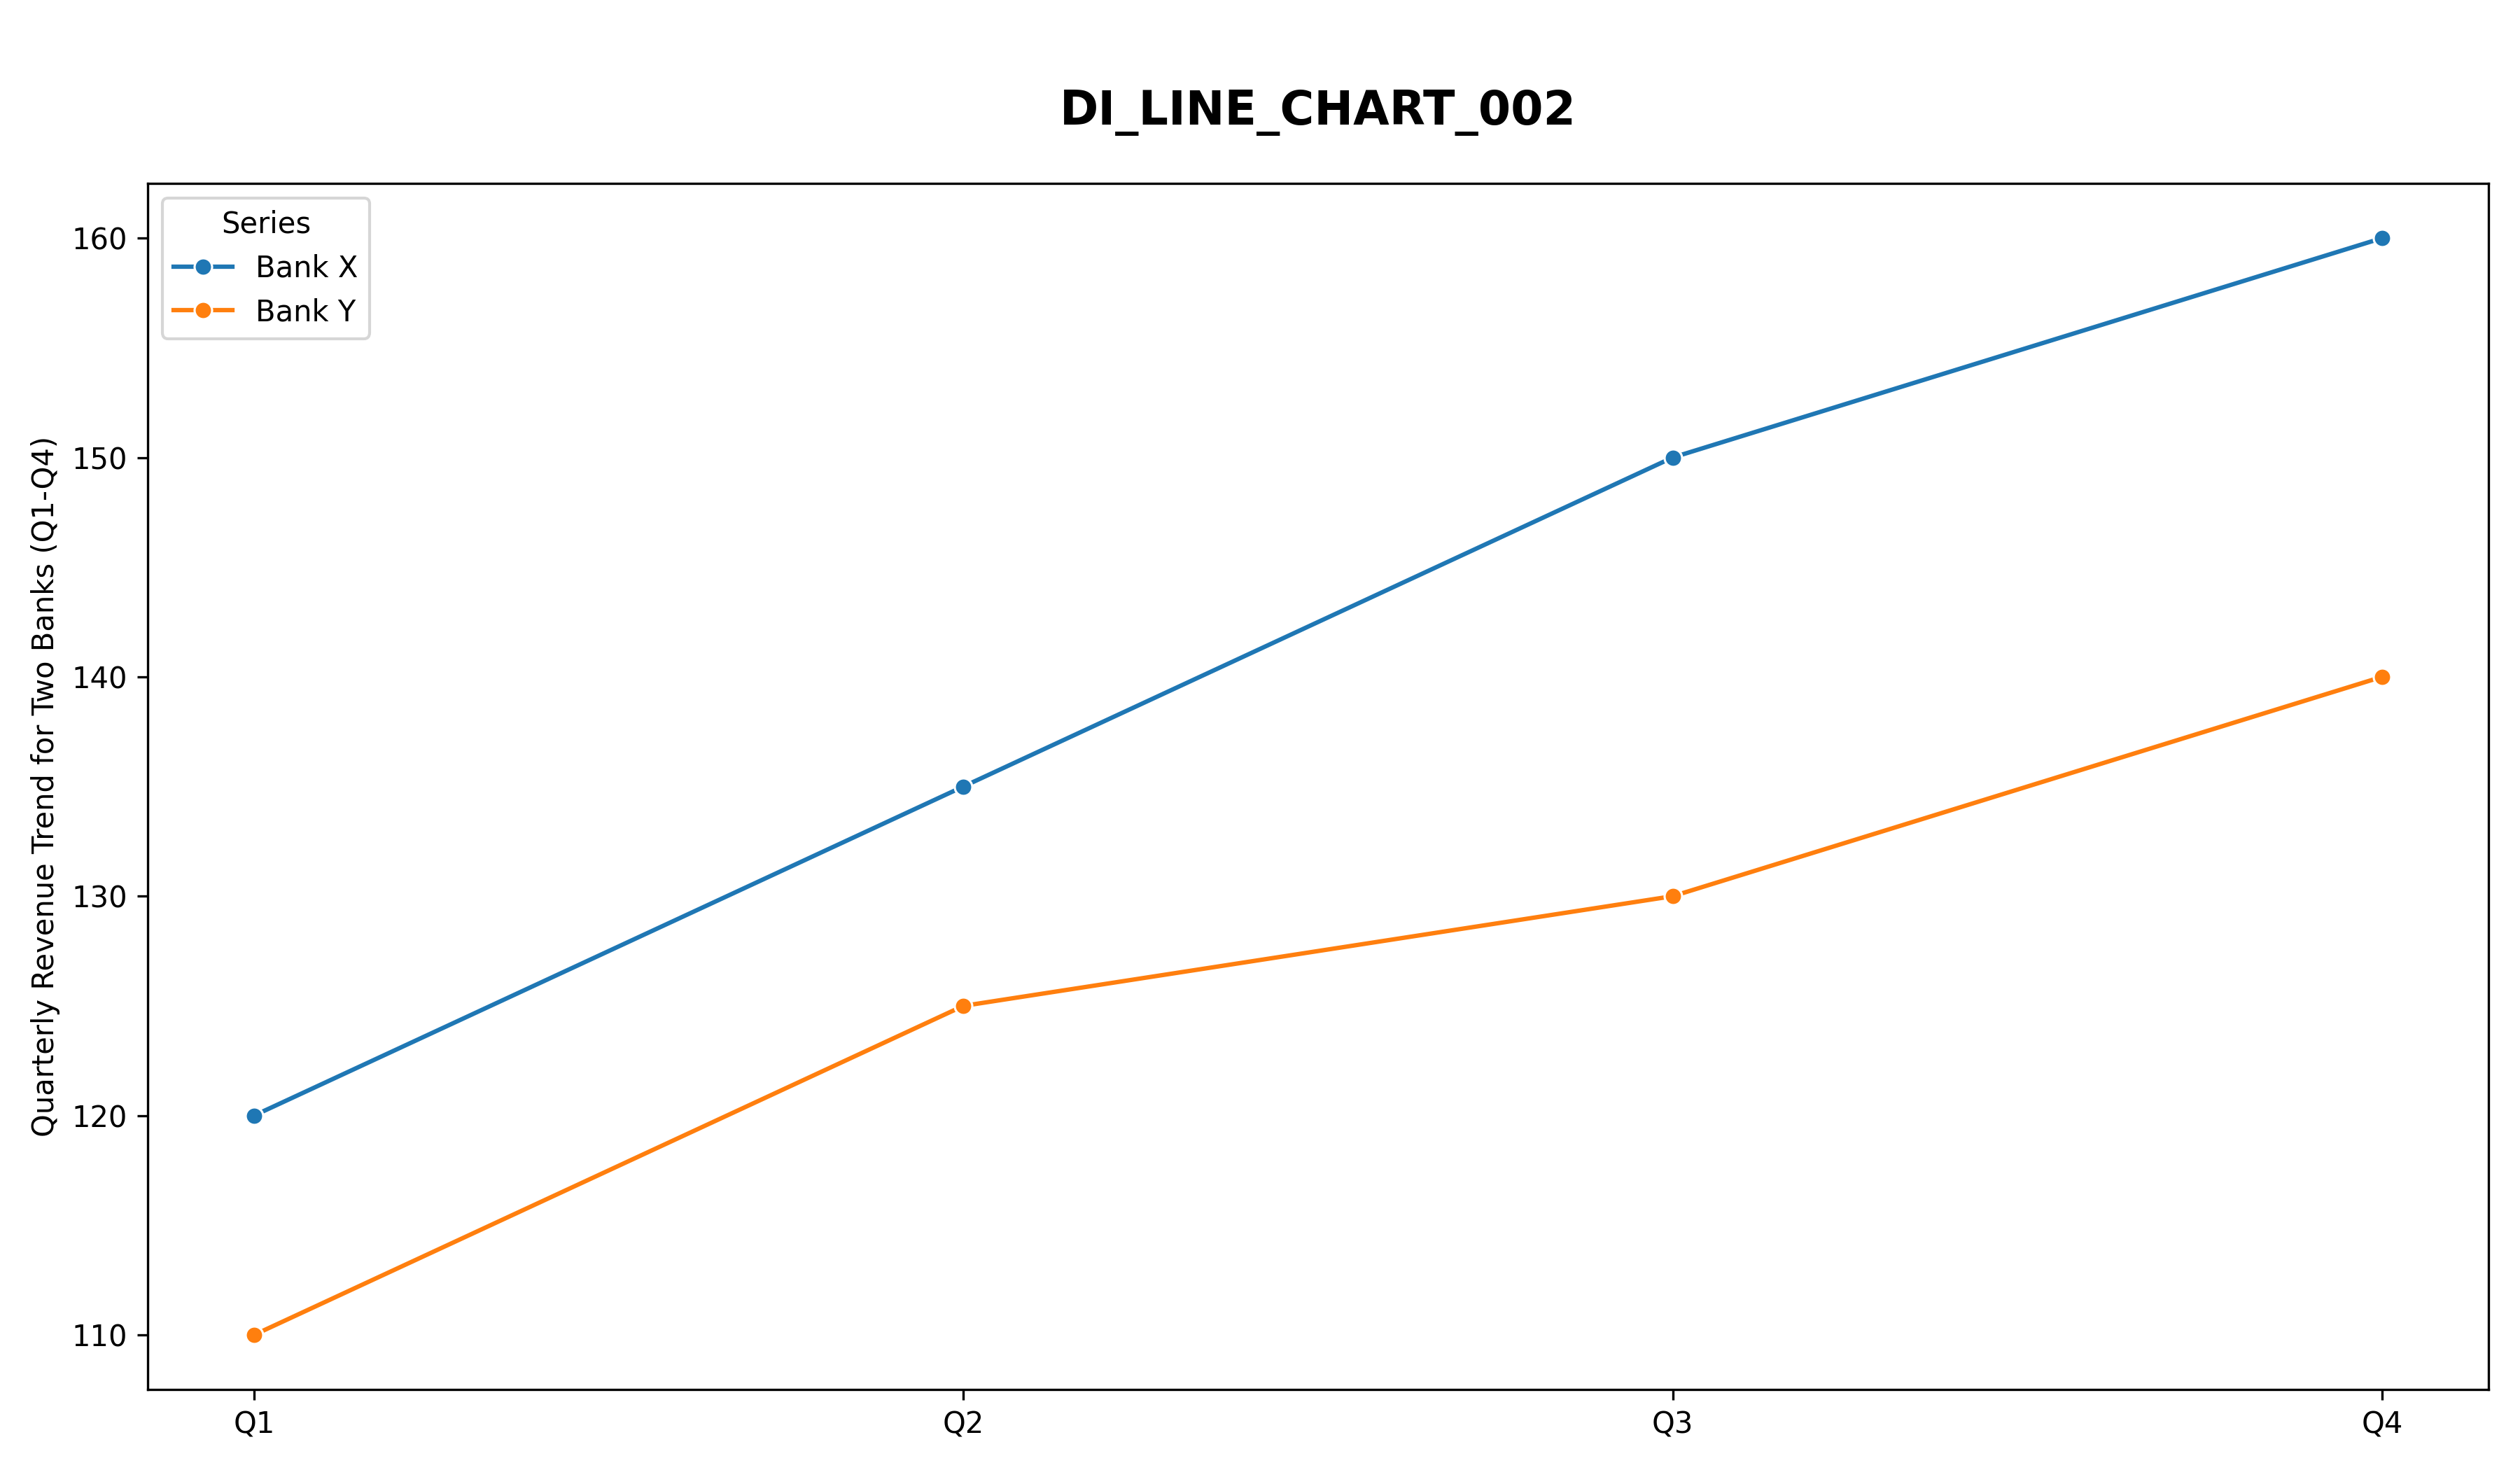 DI_LINE_CHART_002
Series
Bank X
Bank Y
Quarterly Revenue Trend for Two Banks (Q1-Q4)
160
150
140
130
120
110
Q1 Q2 Q3 Q4